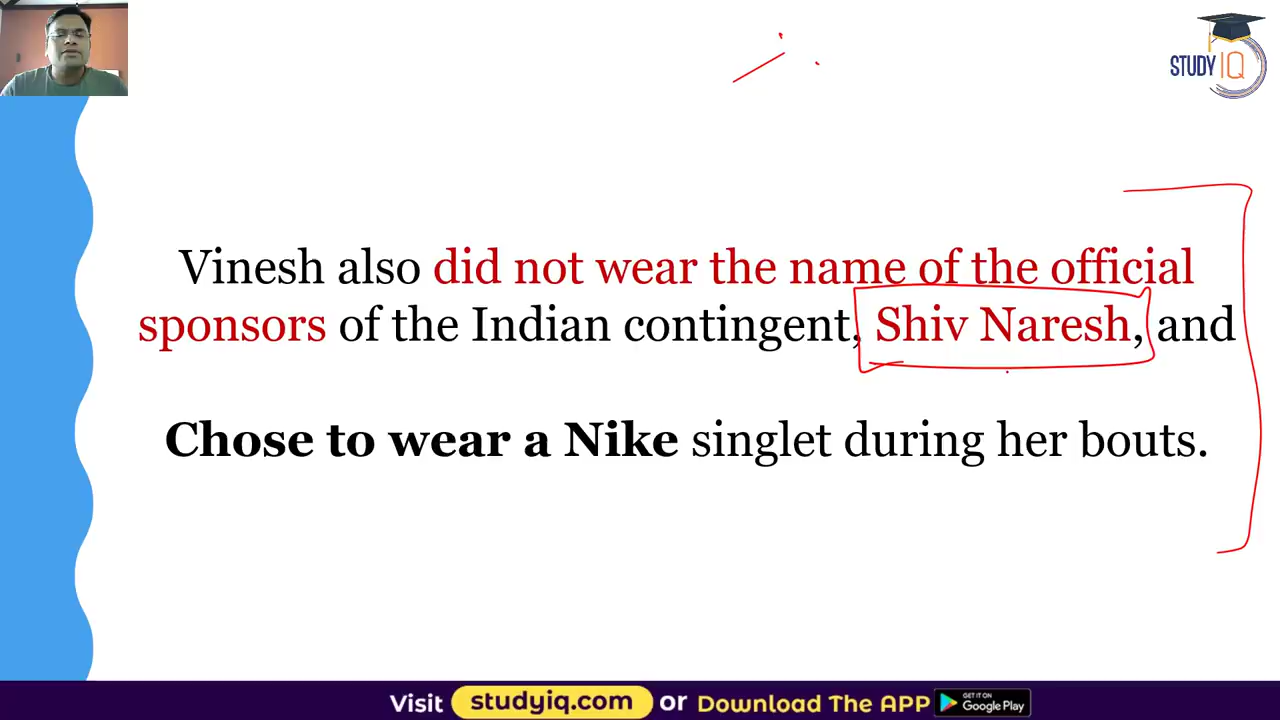 STUDY IQ
Vinesh also did not wear the name of the official
sponsors of the Indian contingent, Shiv Naresh, and
Chose to wear a Nike singlet during her bouts.
Visit studyiq.com or Download The APP GET IT ON Google Play